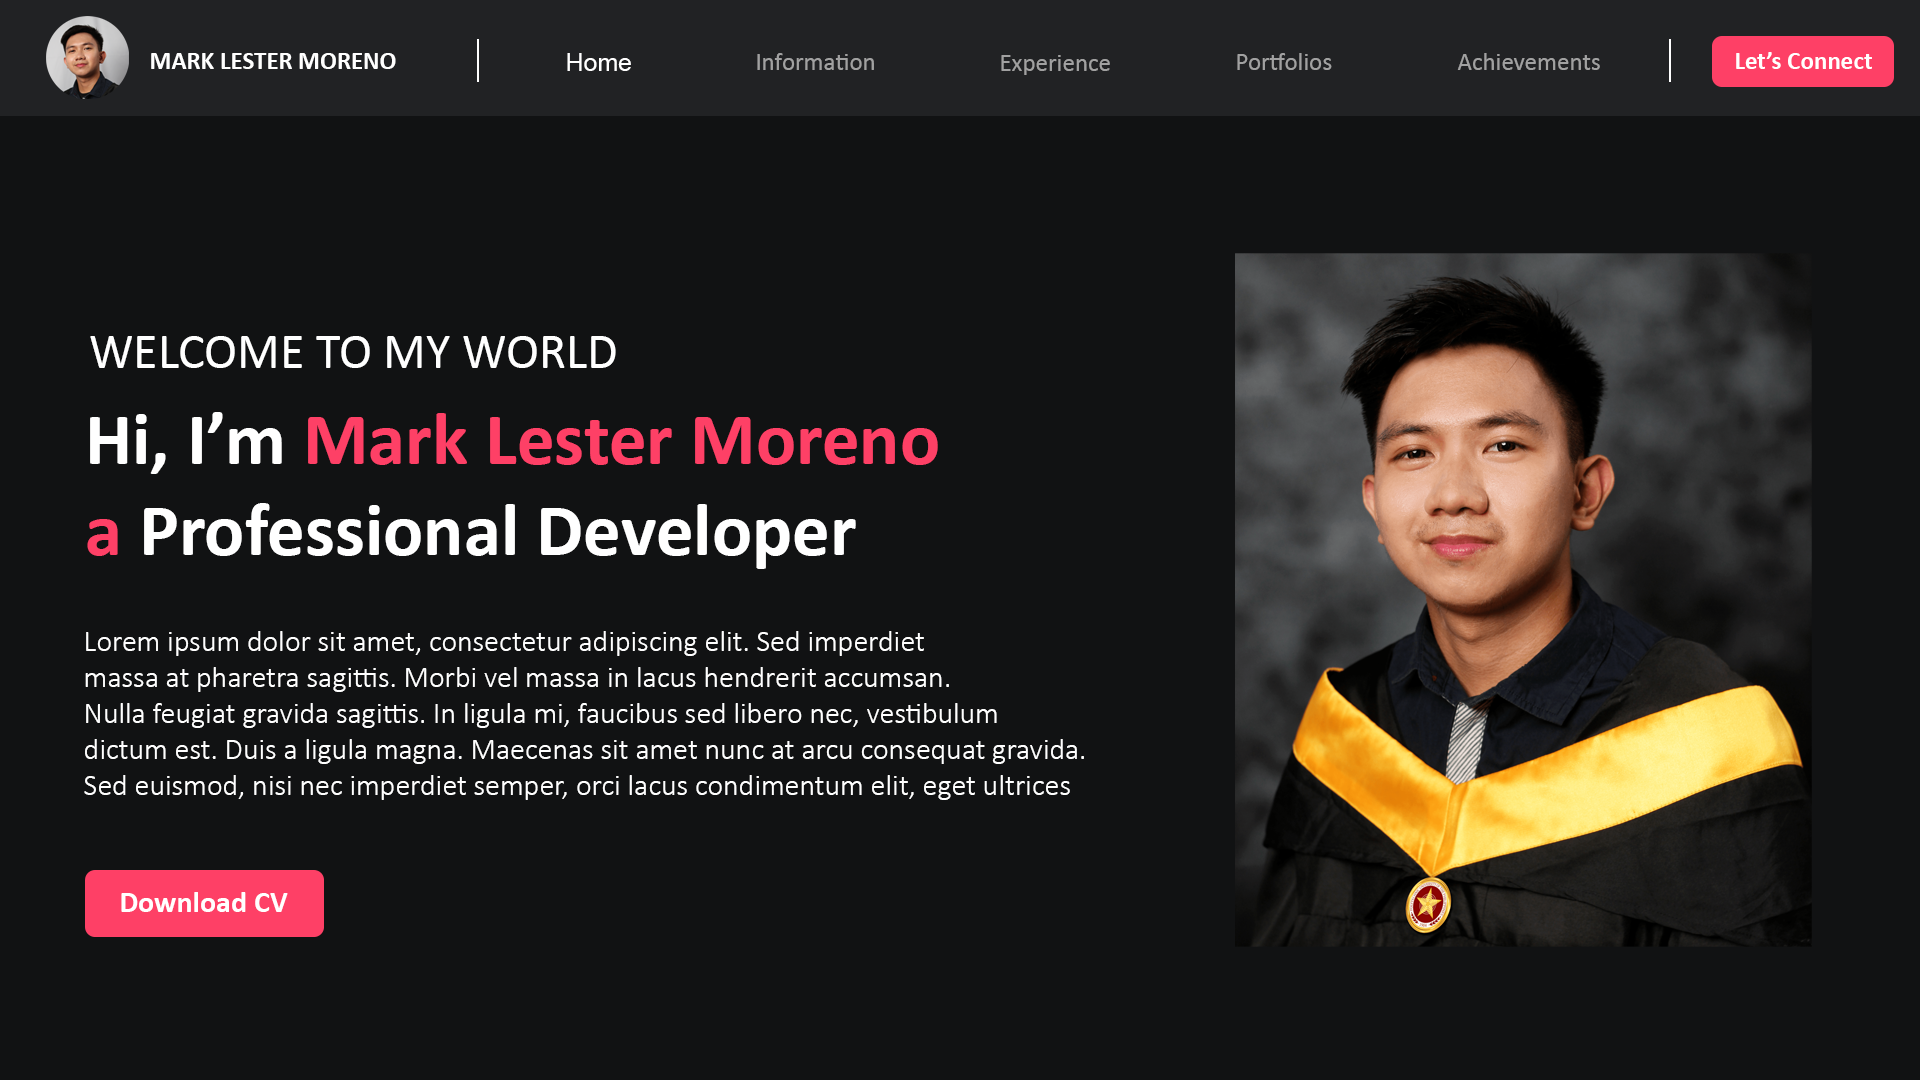 MARK LESTER MORENO
Home
Information
Experience
Portfolios
Achievements
Let’s Connect
WELCOME TO MY WORLD
Hi, I’m Mark Lester Moreno
a Professional Developer
Lorem ipsum dolor sit amet, consectetur adipiscing elit. Sed imperdiet
massa at pharetra sagittis. Morbi vel massa in lacus hendrerit accumsan.
Nulla feugiat gravida sagittis. In ligula mi, faucibus sed libero nec, vestibulum
dictum est. Duis a ligula magna. Maecenas sit amet nunc at arcu consequat gravida.
Sed euismod, nisi nec imperdiet semper, orci lacus condimentum elit, eget ultrices
Download CV